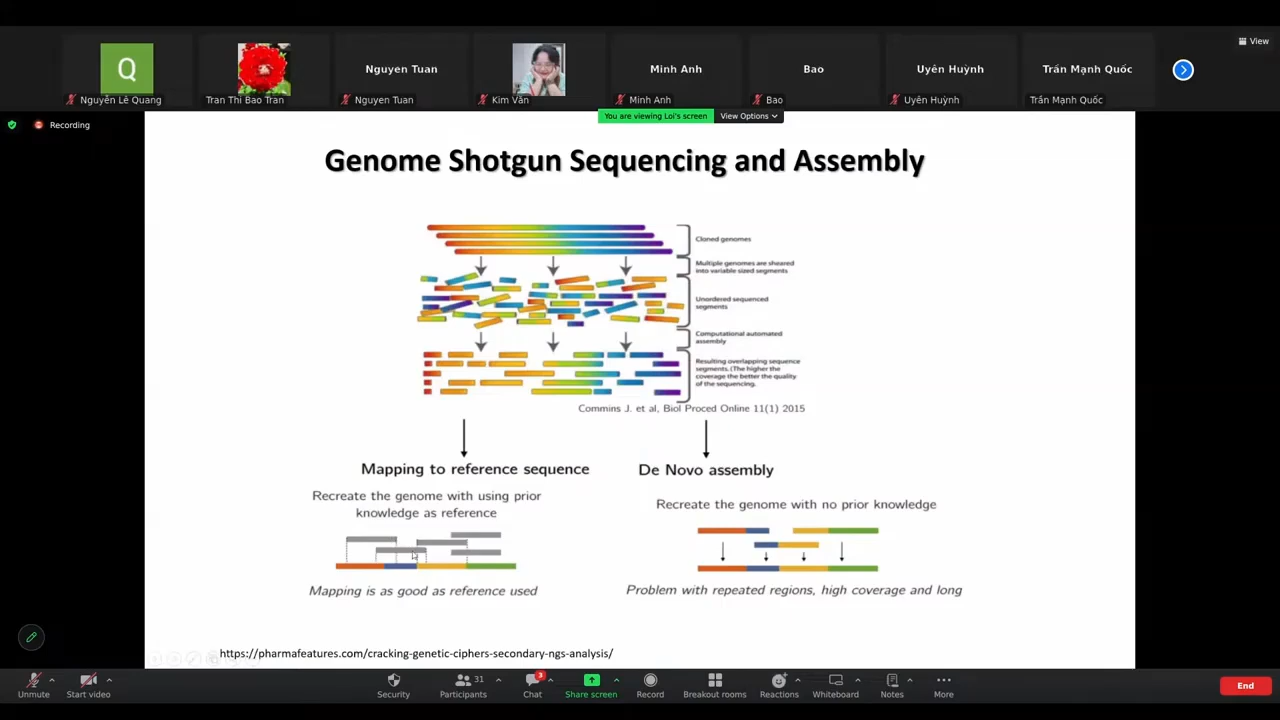 View
Q
Nguyen Tuan
Minh Anh
Bao
Uyên Huỳnh
Trần Mạnh Quốc
Nguyễn Lê Quang
Tran Thi Bao Tran
Nguyen Tuan
Kim Văn
Minh Anh
Bao
Uyên Huỳnh
Trần Mạnh Quốc
You are viewing Loi's screen
View Options
Recording
Genome Shotgun Sequencing and Assembly
Cloned genomes
Multiple genomes are sheared
into variable sized segments
Unordered sequenced
segments
Computational automated
assembly
Resulting overlapping sequence
segments. (The higher the
coverage the better the quality
of the sequencing.
Commins J. et al, Biol Proced Online 11(1) 2015
Mapping to reference sequence
Recreate the genome with using prior
knowledge as reference
Mapping is as good as reference used
De Novo assembly
Recreate the genome with no prior knowledge
Problem with repeated regions, high coverage and long
https://pharmafeatures.com/cracking-genetic-ciphers-secondary-ngs-analysis/
Unmute
Start video
Security
Participants
31
Chat
3
Share screen
Record
Breakout rooms
Reactions
Whiteboard
Notes
More
End